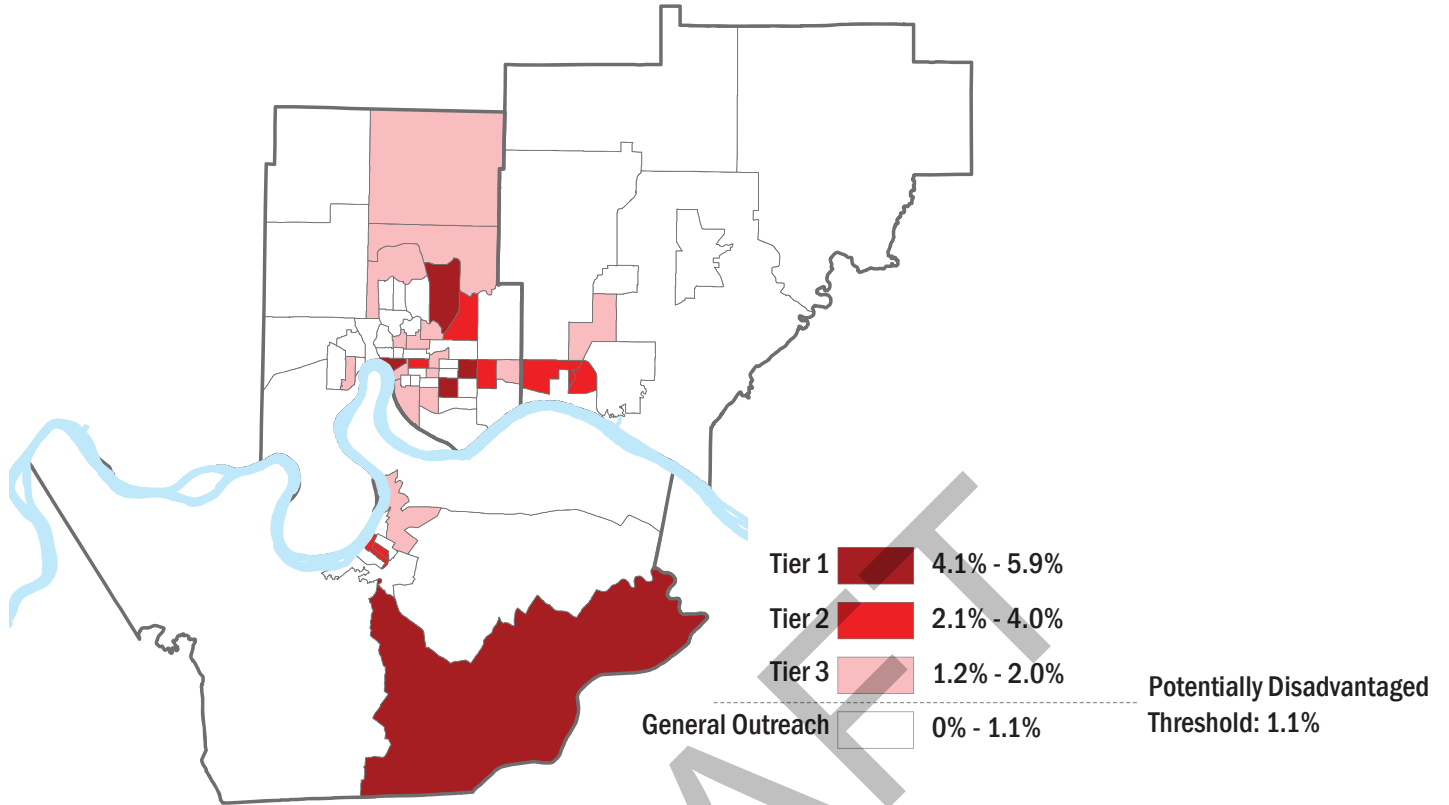 Tier 1 4.1% - 5.9%
Tier 2 2.1% - 4.0%
Tier 3 1.2% - 2.0%
General Outreach 0% - 1.1%
Potentially Disadvantaged
Threshold: 1.1%
AFT